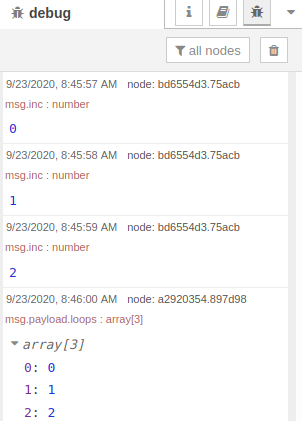 debug
all nodes
9/23/2020, 8:45:57 AM node: bd6554d3.75acb
msg.inc : number
0
9/23/2020, 8:45:58 AM node: bd6554d3.75acb
msg.inc : number
1
9/23/2020, 8:45:59 AM node: bd6554d3.75acb
msg.inc : number
2
9/23/2020, 8:46:00 AM node: a2920354.897d98
msg.payload.loops : array[3]
array[3]
0: 0
1: 1
2: 2